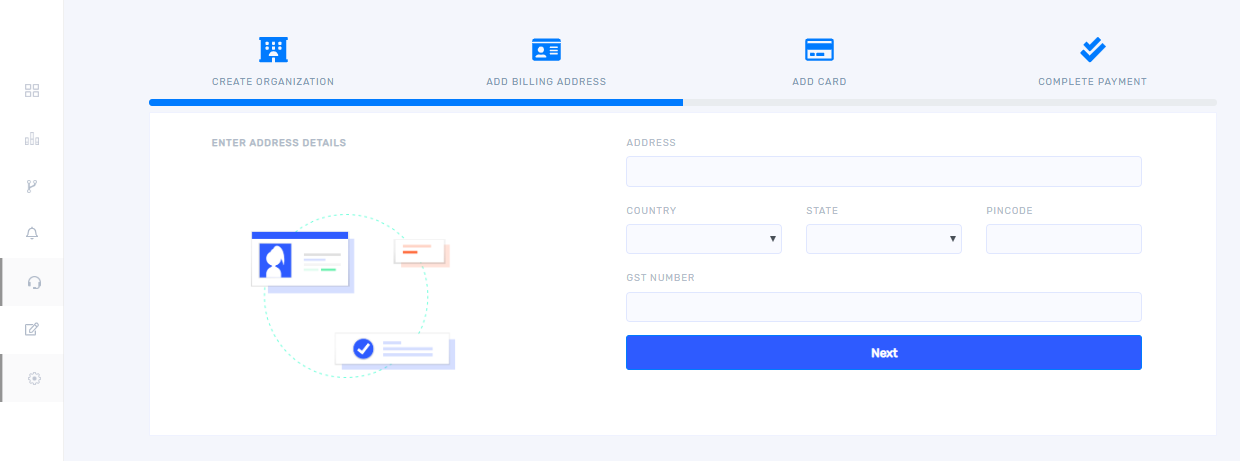 CREATE ORGANIZATION
ADD BILLING ADDRESS
ADD CARD
COMPLETE PAYMENT
ENTER ADDRESS DETAILS
ADDRESS
COUNTRY
STATE
PINCODE
GST NUMBER
Next